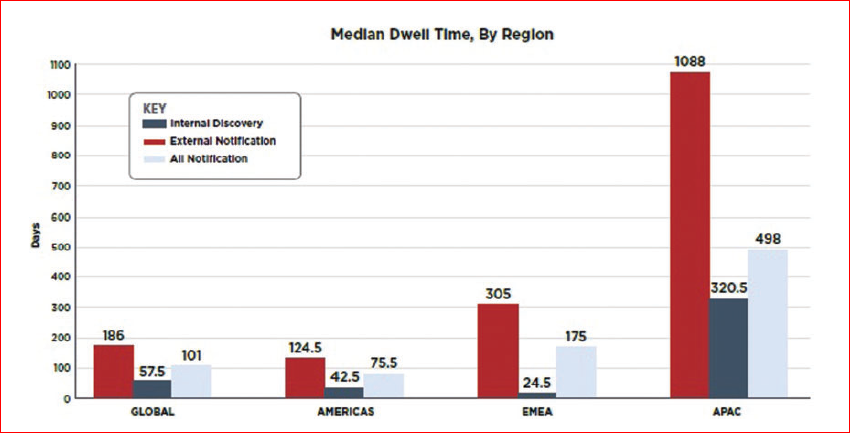 Median Dwell Time, By Region
1100
1000
900
800
700
600
500
400
300
200
100
0
Days
KEY
Internal Discovery
External Notification
All Notification
186
57.5
101
124.5
42.5
75.5
305
24.5
175
1088
320.5
498
GLOBAL
AMERICAS
EMEA
APAC